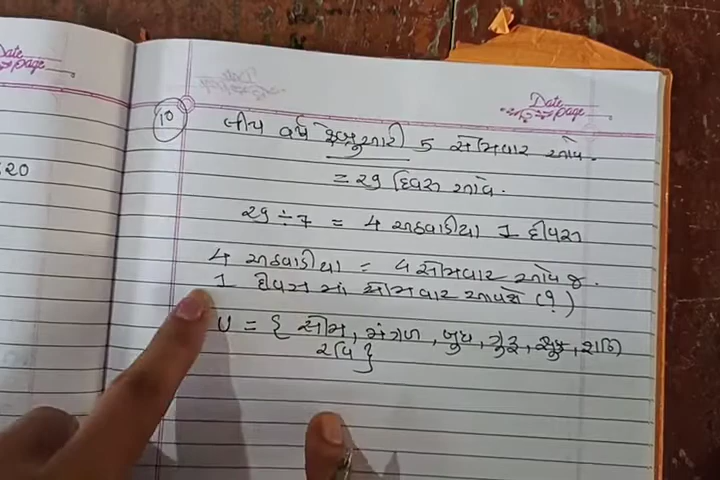 Date
Page
Date
Page
20
10
લીપ વર્ષ ફેબ્રુઆરી 5 સોમવાર આવે.
= 29 દિવસ આવે.
29 ÷ 7 = 4 અઠવાડીયા 1 દીવસ
4 અઠવાડીયા = 4 સોમવાર આવે જ.
1 દીવસ માં સોમવાર આવશે (?)
U = { સોમ, મંગળ, બુધ, ગુરૂ, શુક્ર, શનિ
રવિ }